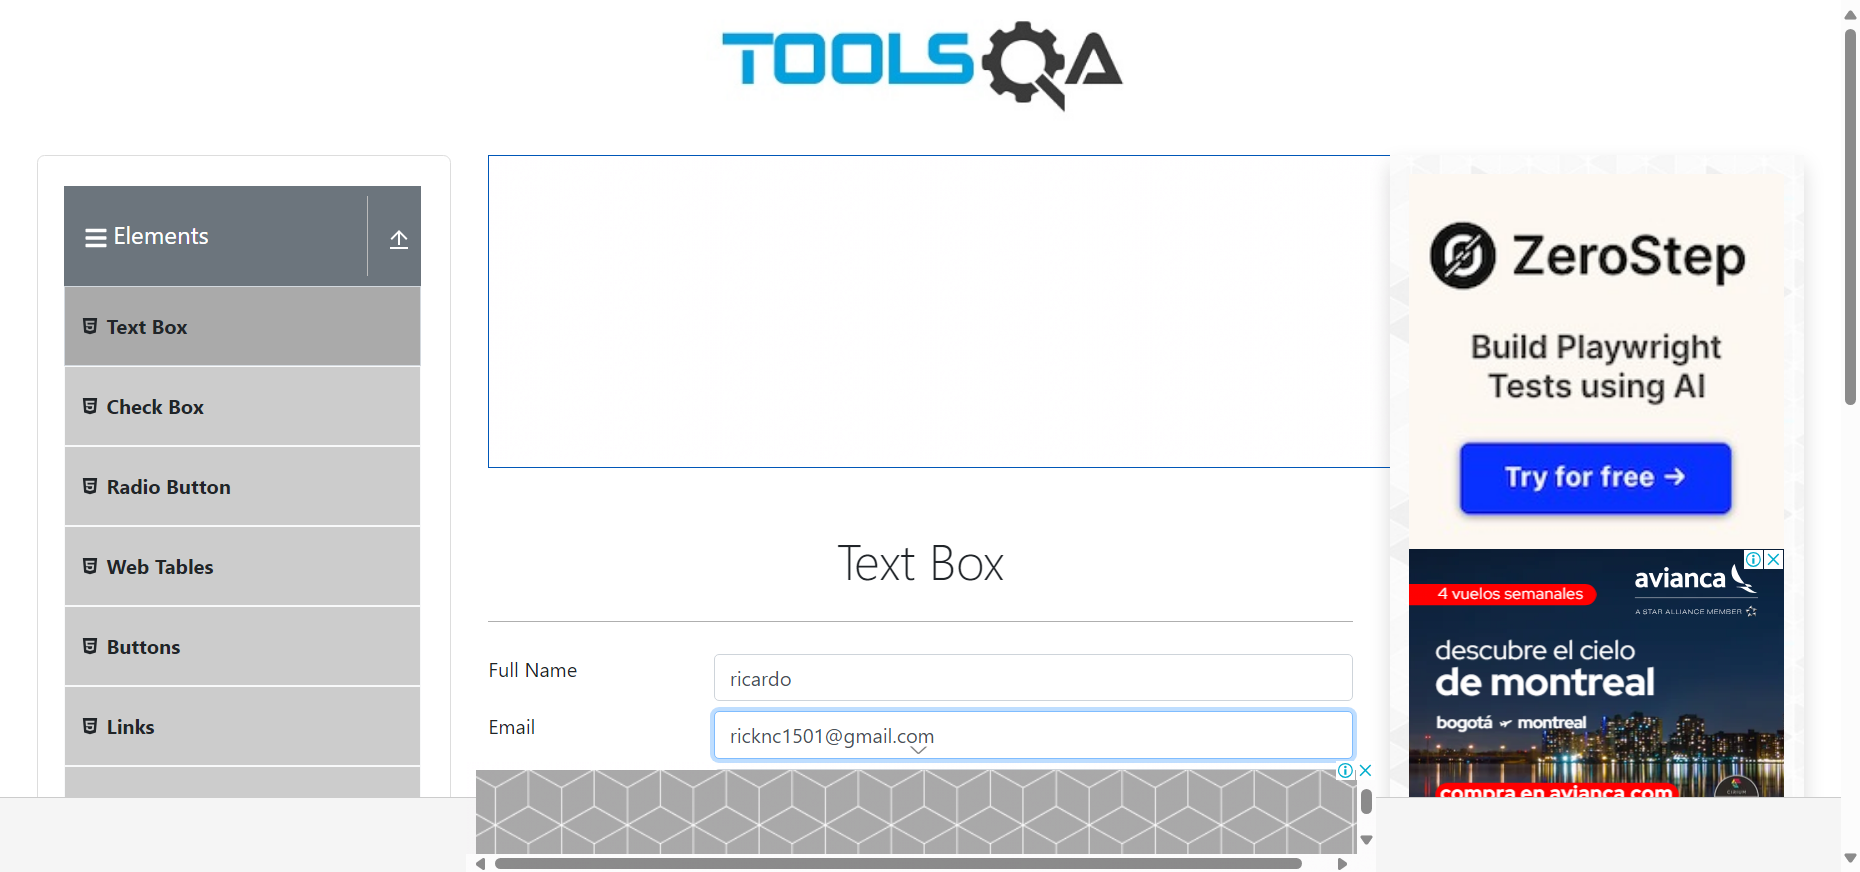 TOOLSQA
Elements
Text Box
Check Box
Radio Button
Web Tables
Buttons
Links
Text Box
Full Name
ricardo
Email
ricknc1501@gmail.com
ZeroStep
Build Playwright
Tests using AI
Try for free →
4 vuelos semanales
avianca
A STAR ALLIANCE MEMBER
descubre el cielo
de montreal
bogotá montreal
compra en avianca.com